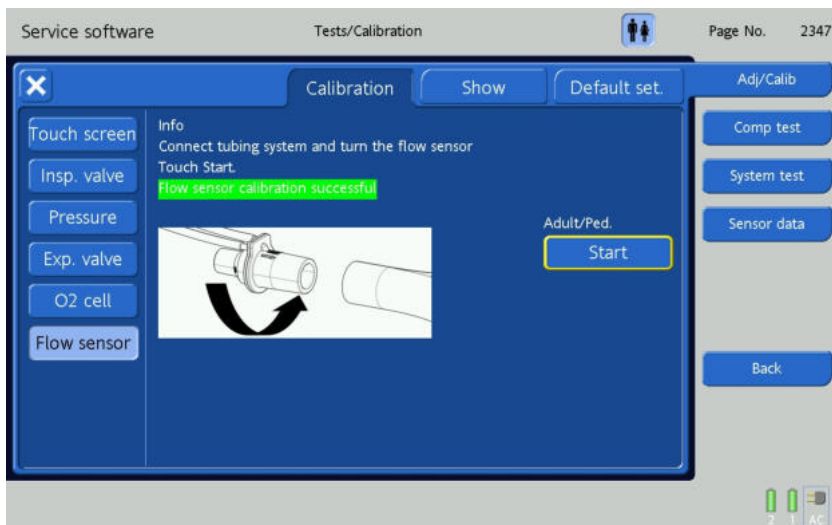 Service software
Tests/Calibration
Page No. 2347
Calibration
Show
Default set.
Adj/Calib
Touch screen
Insp. valve
Pressure
Exp. valve
O2 cell
Flow sensor
Info
Connect tubing system and turn the flow sensor
Touch Start.
Flow sensor calibration successful
Adult/Ped.
Start
Comp test
System test
Sensor data
Back
2 1 AC